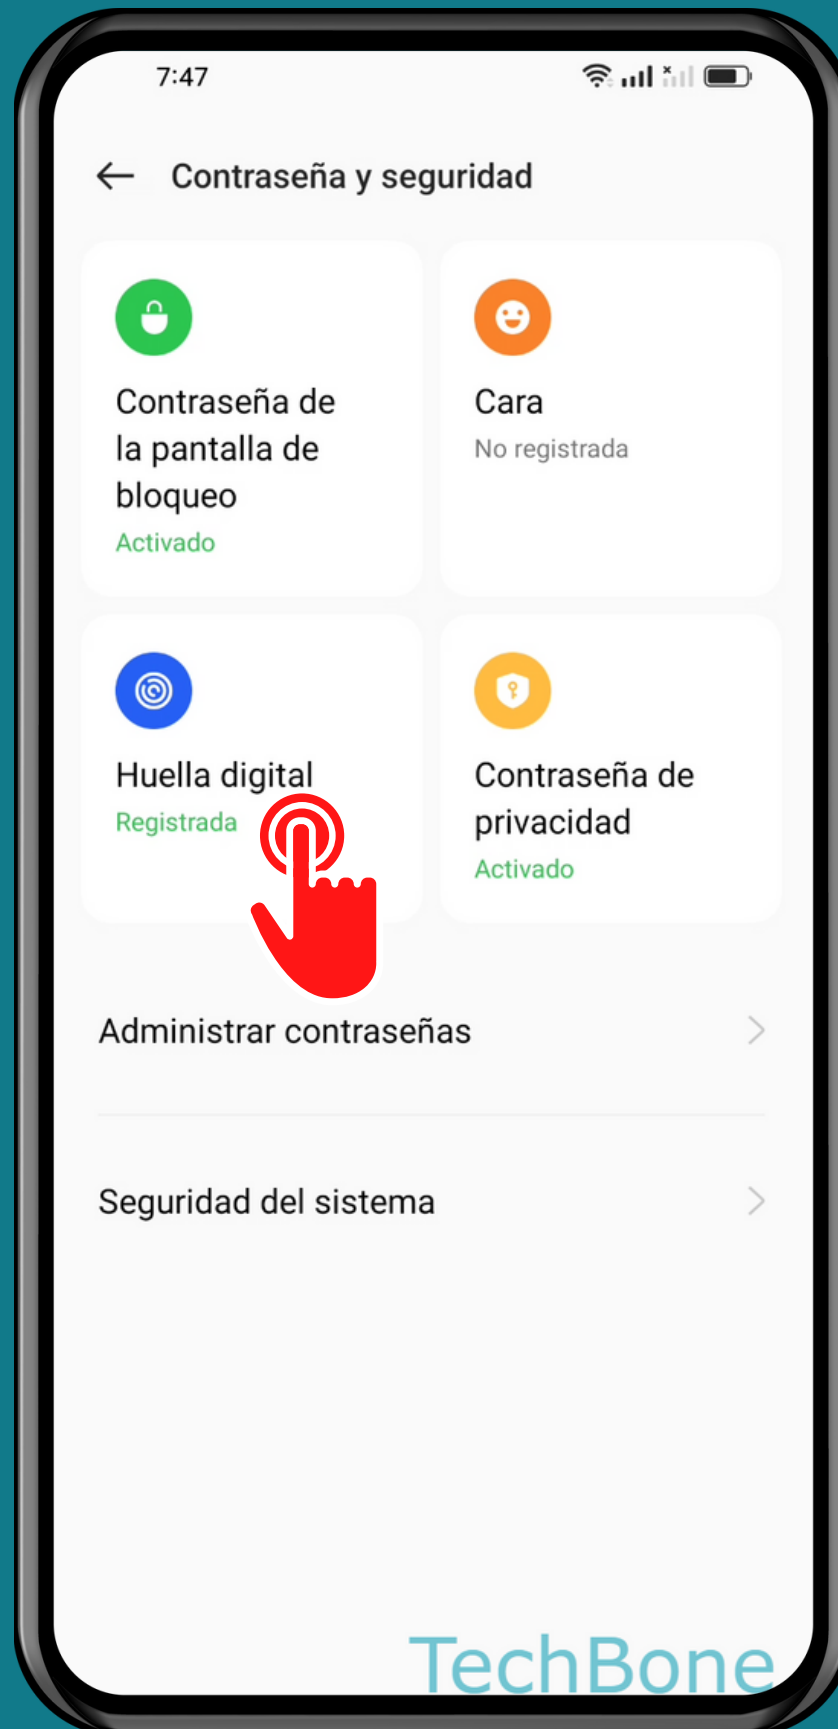 7:47
Contraseña y seguridad
Contraseña de
la pantalla de
bloqueo
Activado
Cara
No registrada
Huella digital
Registrada
Contraseña de
privacidad
Activado
Administrar contraseñas
Seguridad del sistema
TechBone